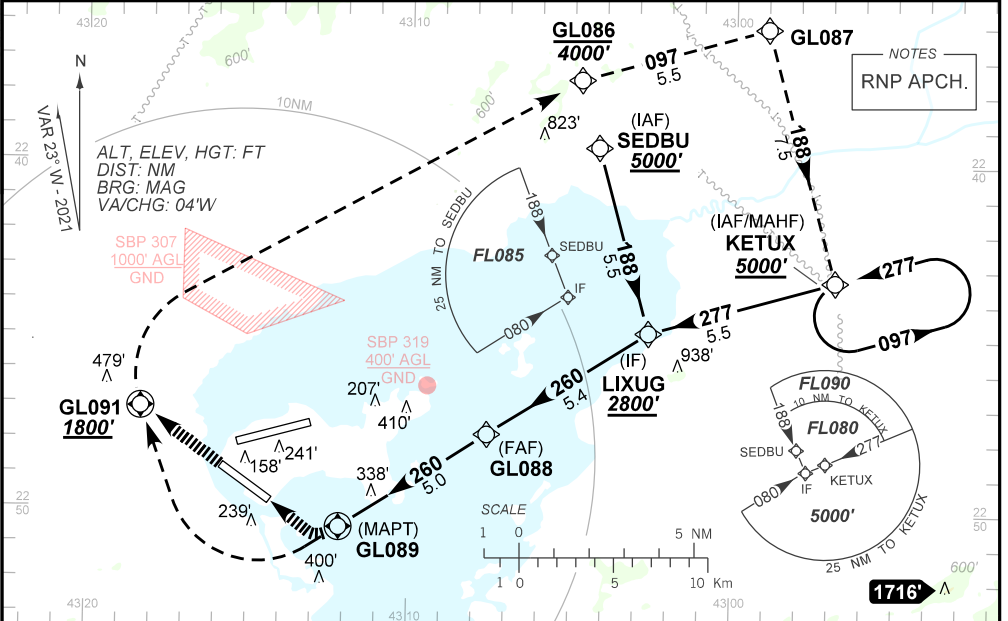 43 20
43 10
43 00
GL086
4000'
GL087
097
5.5
NOTES
RNP APCH.
N
VAR 23° W - 2021
600'
10NM
600'
823'
(IAF)
SEDBU
5000'
188
7.5
22
40
22
40
ALT, ELEV, HGT: FT
DIST: NM
BRG: MAG
VA/CHG: 04'W
SBP 307
1000' AGL
GND
25 NM TO SEDBU
188
SEDBU
FL085
IF
080
188
5.5
(IAF/MAHF)
KETUX
5000'
277
097
277
5.5
SBP 319
400' AGL
GND
(IF)
LIXUG
2800'
938'
479'
207'
410'
260
5.4
GL091
1800'
FL090
10 NM TO KETUX
FL080
188
277
SEDBU
KETUX
IF
080
5000'
25 NM TO KETUX
(FAF)
GL088
241'
158'
338'
260
5.0
239'
22
50
22
50
(MAPT)
GL089
400'
SCALE
1 0 5 NM
1 0 5 10 Km
600'
1716'
43 20
43 10
43 00